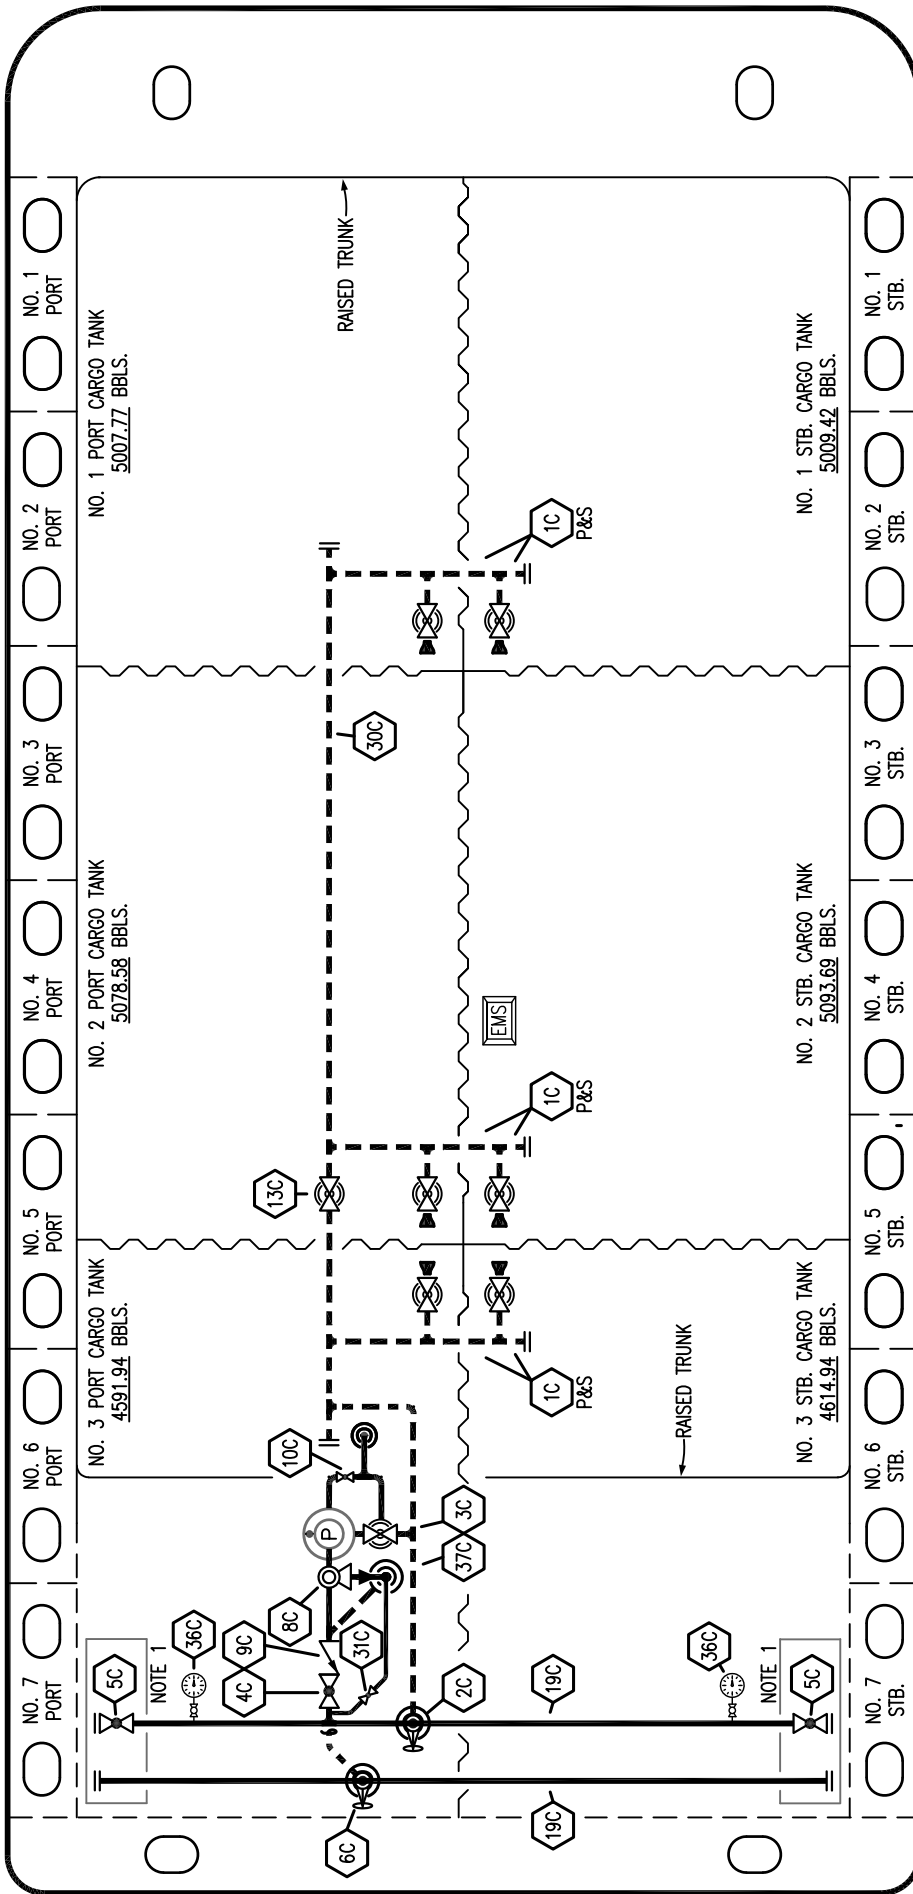 NO. 1
PORT
NO. 2
PORT
NO. 3
PORT
NO. 4
PORT
NO. 5
PORT
NO. 6
PORT
NO. 7
PORT
NO. 1 PORT CARGO TANK
5007.77 BBLS.
NO. 2 PORT CARGO TANK
5078.58 BBLS.
NO. 3 PORT CARGO TANK
4591.94 BBLS.
RAISED TRUNK
5C
NOTE 1
36C
13C
10C
P
8C
9C
4C
31C
30C
6C
2C
3C
37C
EMS
1C
P&S
1C
P&S
1C
P&S
19C
19C
RAISED TRUNK
36C
NOTE 1
5C
NO. 1 STB. CARGO TANK
5009.42 BBLS.
NO. 2 STB. CARGO TANK
5093.69 BBLS.
NO. 3 STB. CARGO TANK
4614.94 BBLS.
NO. 1
STB.
NO. 2
STB.
NO. 3
STB.
NO. 4
STB.
NO. 5
STB.
NO. 6
STB.
NO. 7
STB.